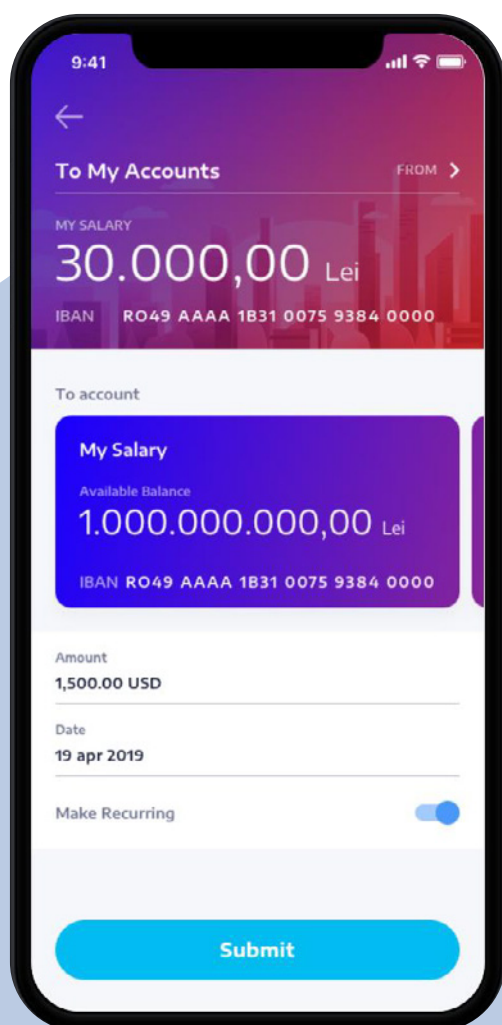 9:41
To My Accounts FROM
MY SALARY
30.000,00 Lei
IBAN RO49 AAAA 1B31 0075 9384 0000
To account
My Salary
Available Balance
1.000.000.000,00 Lei
IBAN RO49 AAAA 1B31 0075 9384 0000
Amount
1,500.00 USD
Date
19 apr 2019
Make Recurring
Submit